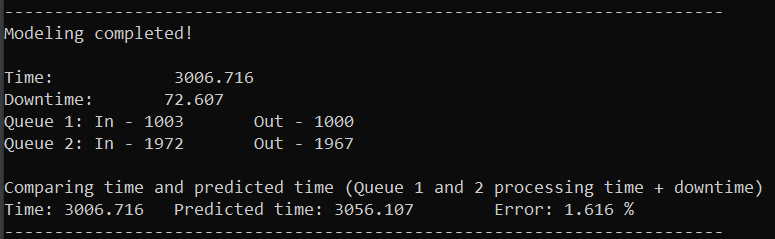 -----------------------------------------------------------------
Modeling completed!
Time: 3006.716
Downtime: 72.607
Queue 1: In - 1003 Out - 1000
Queue 2: In - 1972 Out - 1967
Comparing time and predicted time (Queue 1 and 2 processing time + downtime)
Time: 3006.716 Predicted time: 3056.107 Error: 1.616 %
-----------------------------------------------------------------